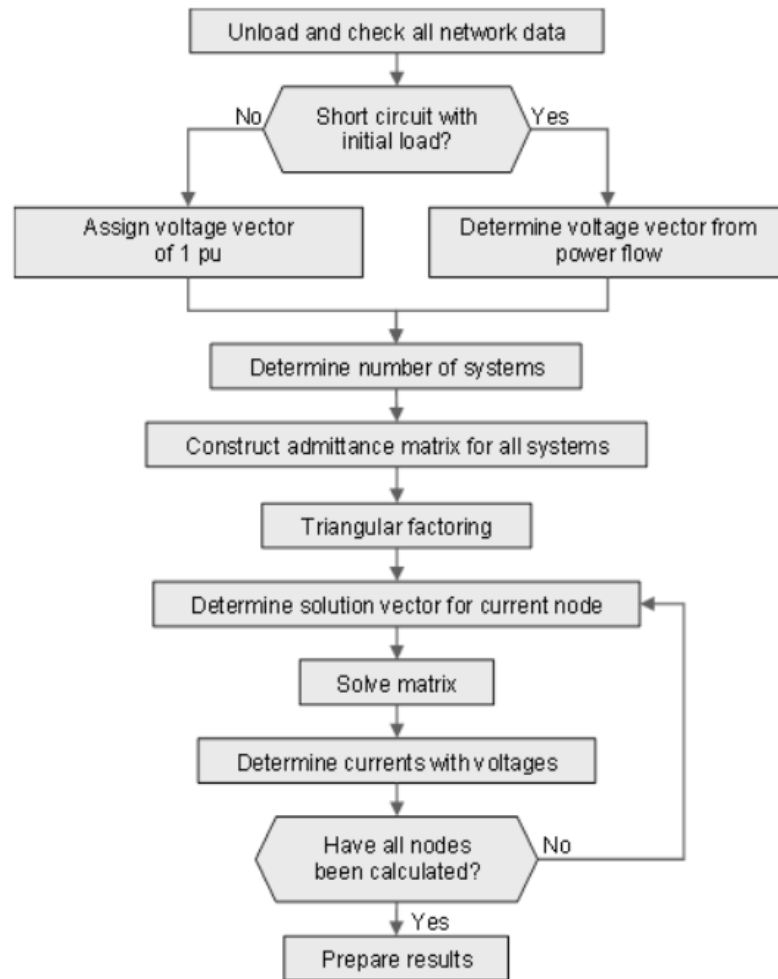 Unload and check all network data
Short circuit with
initial load?
No
Yes
Assign voltage vector
of 1 pu
Determine voltage vector from
power flow
Determine number of systems
Construct admittance matrix for all systems
Triangular factoring
Determine solution vector for current node
Solve matrix
Determine currents with voltages
Have all nodes
been calculated?
No
Yes
Prepare results